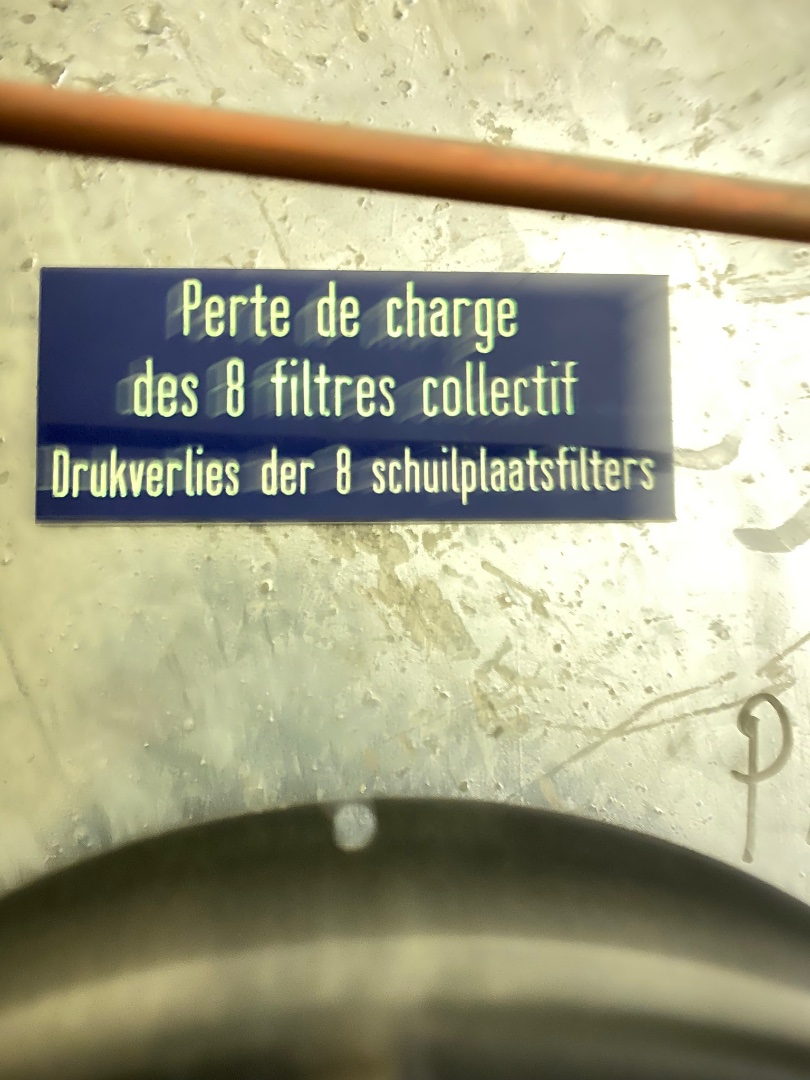 Perte de charge
des 8 filtres collectif
Drukverlies der 8 schuilplaatsfilters
P